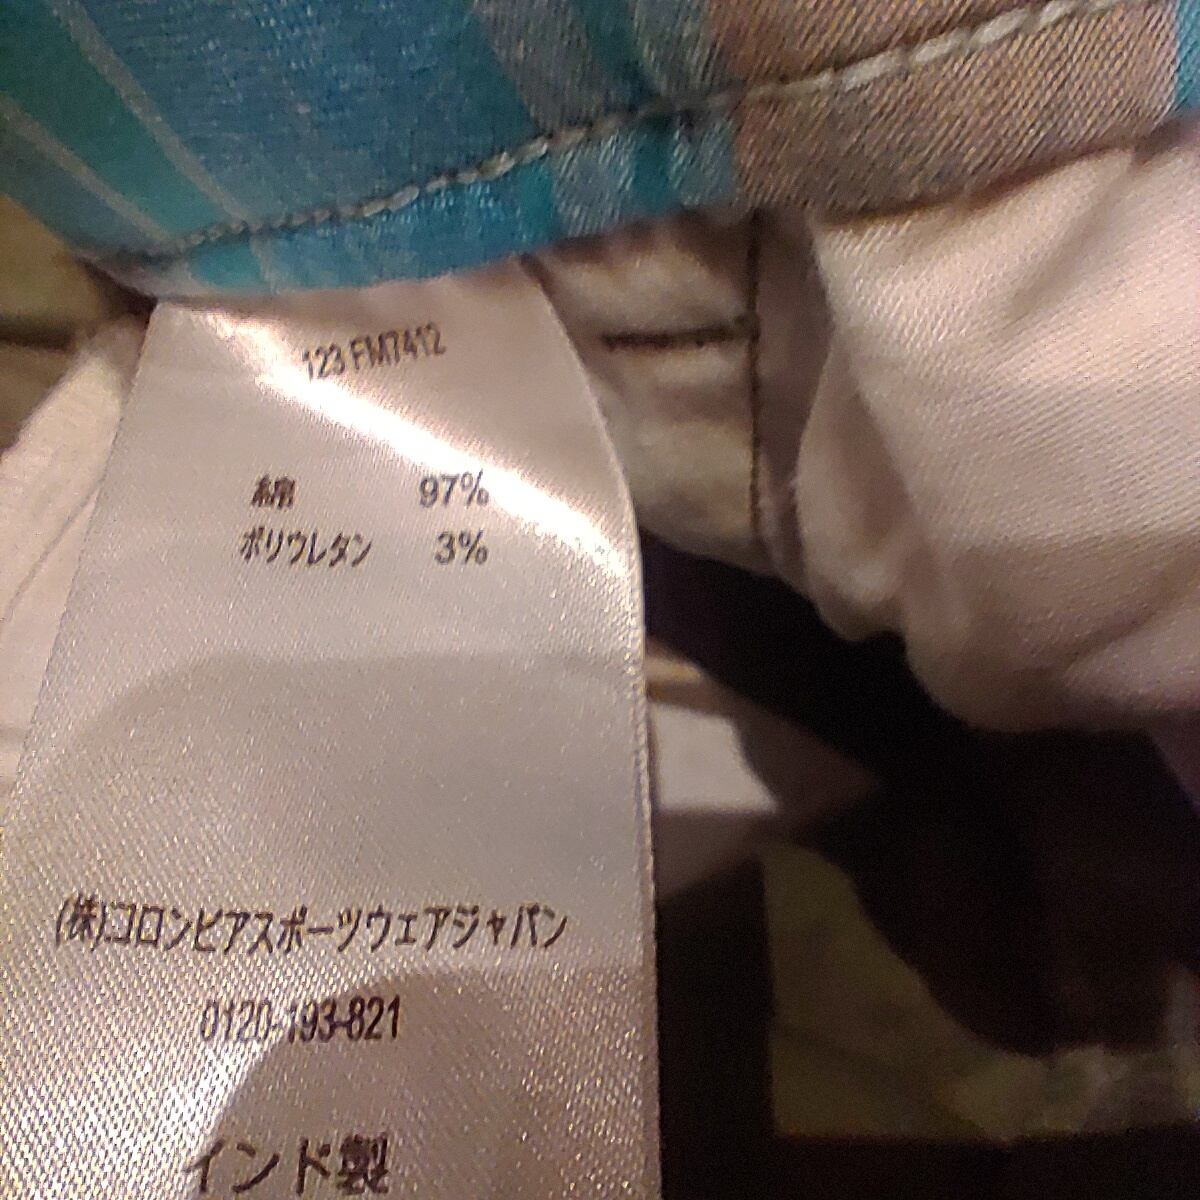 123 FM7412
綿 97%
ポリウレタン 3%
(株)コロンビアスポーツウェアジャパン
0120-193-821
インド製